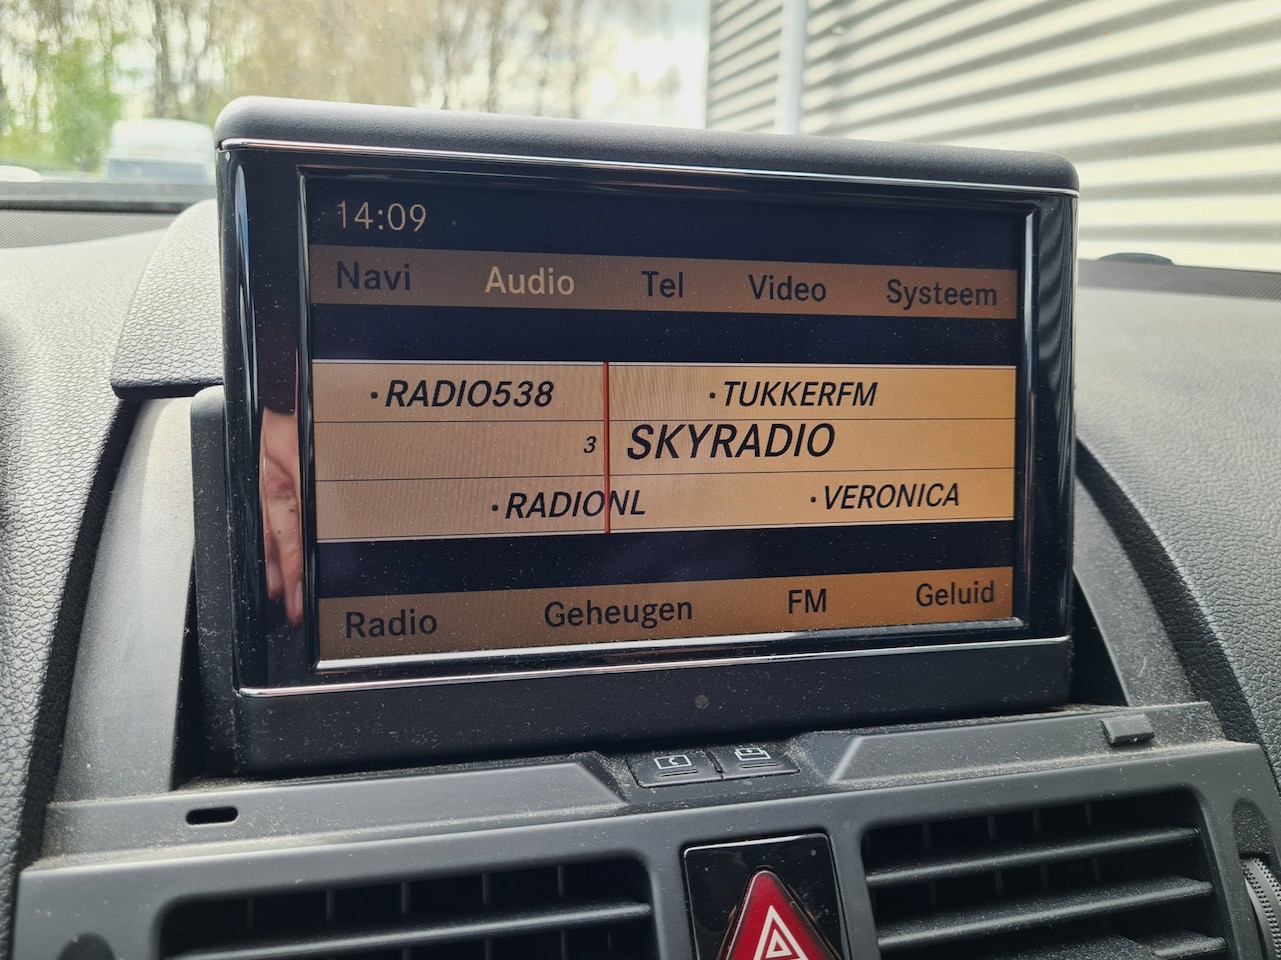 14:09
Navi Audio Tel Video Systeem
·RADIO538 ·TUKKERFM
3 SKYRADIO
·RADIONL ·VERONICA
Radio Geheugen FM Geluid